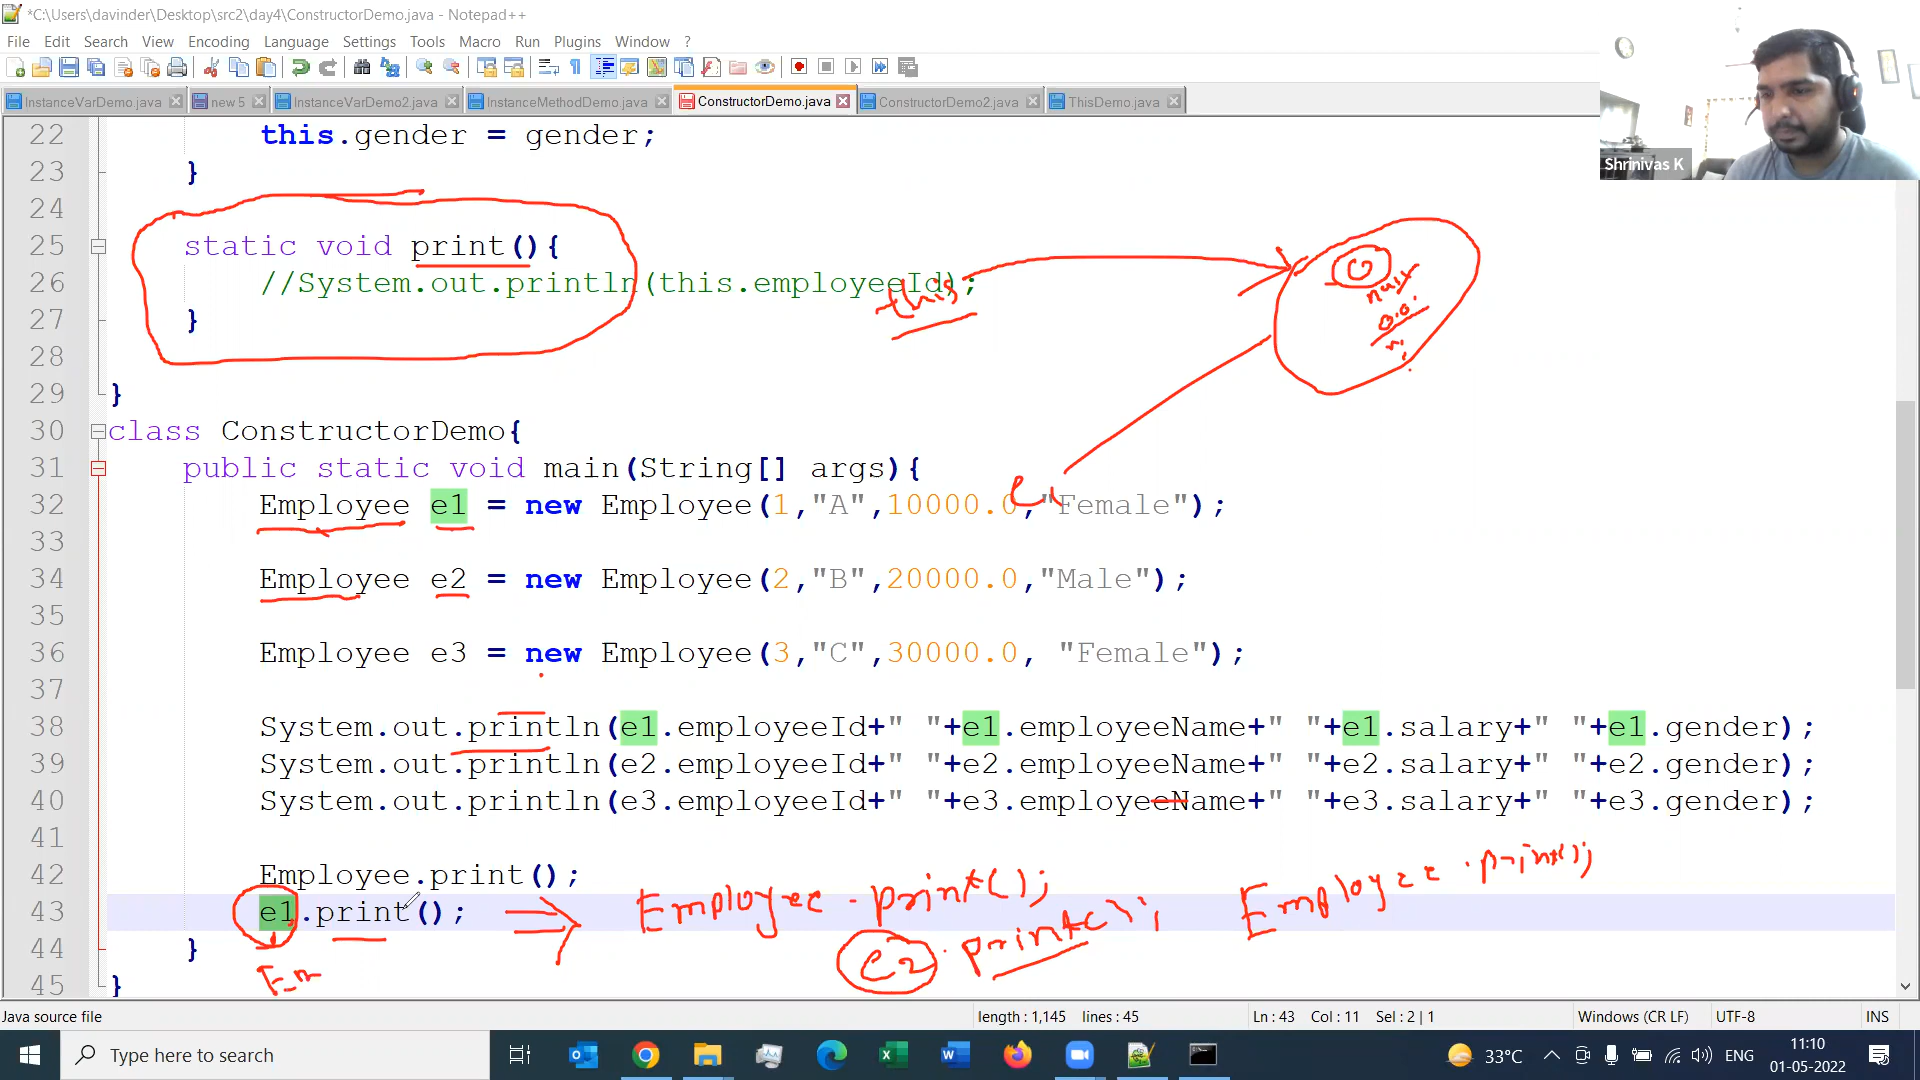 *C:\Users\davinder\Desktop\src2\day4\ConstructorDemo.java - Notepad++
File Edit Search View Encoding Language Settings Tools Macro Run Plugins Window ?
InstanceVarDemo.java new 5 InstanceVarDemo2.java InstanceMethodDemo.java ConstructorDemo.java ConstructorDemo2.java ThisDemo.java
Shrinivas K
22 this.gender = gender;
23 }
24
25 static void print(){
26 //System.out.println(this.employeeId);
this
27 }
28
29 }
30 class ConstructorDemo{
31 public static void main(String[] args){
32 Employee e1 = new Employee(1,"A",10000.0,"Female");
33
34 Employee e2 = new Employee(2,"B",20000.0,"Male");
35
36 Employee e3 = new Employee(3,"C",30000.0, "Female");
37
38 System.out.println(e1.employeeId+" "+e1.employeeName+" "+e1.salary+" "+e1.gender);
39 System.out.println(e2.employeeId+" "+e2.employeeName+" "+e2.salary+" "+e2.gender);
40 System.out.println(e3.employeeId+" "+e3.employeeName+" "+e3.salary+" "+e3.gender);
41
42 Employee.print();
43 e1.print();
Employee.print();
Employee.print();
e2.print();
44 }
Em
45 }
Java source file length : 1,145 lines : 45 Ln : 43 Col : 11 Sel : 2 | 1 Windows (CR LF) UTF-8 INS
Type here to search
33°C ENG
11:10
01-05-2022